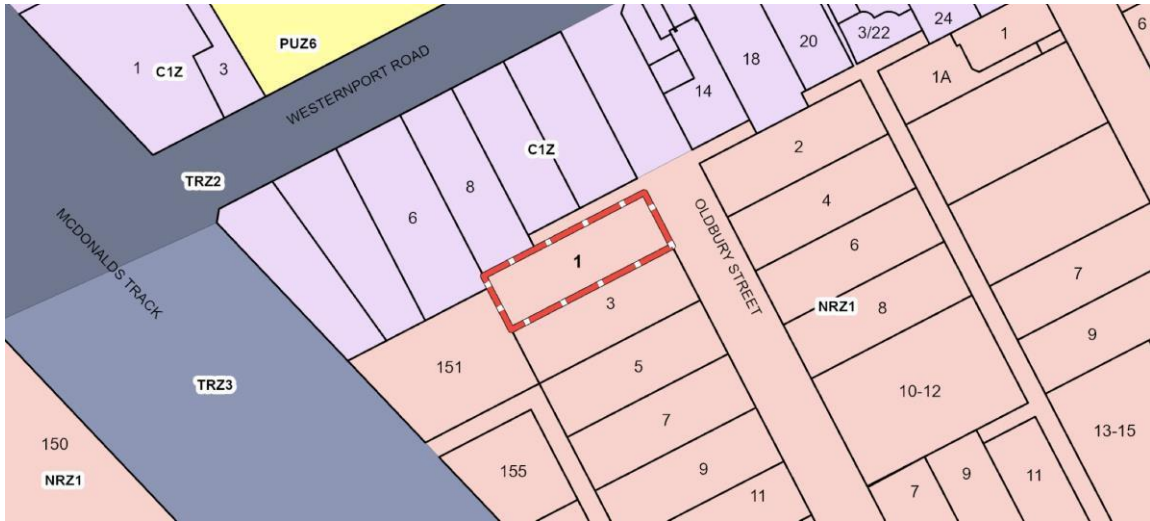 24
3/22
20
18
14
1
6
1A
1
C1Z
3
PUZ6
WESTERNPORT ROAD
C1Z
8
6
TRZ2
MCDONALDS TRACK
TRZ3
150
NRZ1
1
OLDBURY STREET
2
4
6
8
NRZ1
10-12
3
5
7
9
11
151
155
7
9
13-15
7
9
11